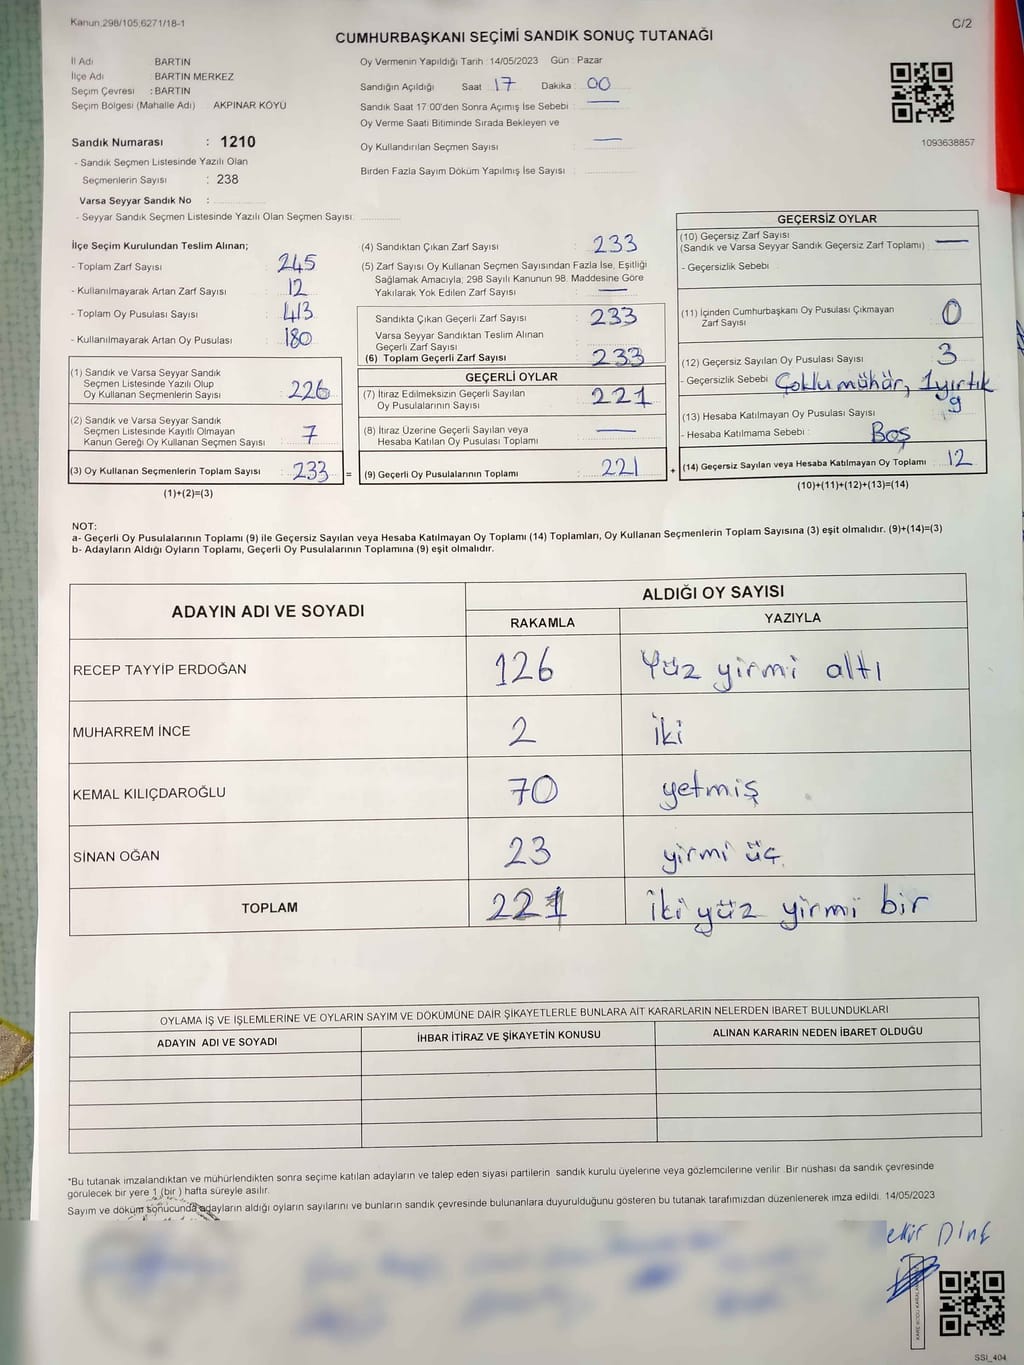 Kanun.298/105,6271/18-1
C/2
CUMHURBAŞKANI SEÇİMİ SANDIK SONUÇ TUTANAĞI
İl Adı BARTIN
İlçe Adı BARTIN MERKEZ
Seçim Çevresi : BARTIN
Seçim Bölgesi (Mahalle Adı) AKPINAR KÖYÜ
Sandık Numarası : 1210
- Sandık Seçmen Listesinde Yazılı Olan
Seçmenlerin Sayısı : 238
Varsa Seyyar Sandık No :
- Seyyar Sandık Seçmen Listesinde Yazılı Olan Seçmen Sayısı:
Oy Vermenin Yapıldığı Tarih : 14/05/2023 Gün : Pazar
Sandığın Açıldığı Saat 17 Dakika : 00
Sandık Saat 17:00'den Sonra Açımış İse Sebebi : —
Oy Verme Saati Bitiminde Sırada Bekleyen ve
Oy Kullandırılan Seçmen Sayısı : —
Birden Fazla Sayım Döküm Yapılmış İse Sayısı :
1093638857
İlçe Seçim Kurulundan Teslim Alınan;
- Toplam Zarf Sayısı : 245
- Kullanılmayarak Artan Zarf Sayısı : 12
- Toplam Oy Pusulası Sayısı : 413
- Kullanılmayarak Artan Oy Pusulası : 180
(1) Sandık ve Varsa Seyyar Sandık
Seçmen Listesinde Yazılı Olup
Oy Kullanan Seçmenlerin Sayısı : 226
(2) Sandık ve Varsa Seyyar Sandık
Seçmen Listesinde Kayıtlı Olmayan
Kanun Gereği Oy Kullanan Seçmen Sayısı : 7
(3) Oy Kullanan Seçmenlerin Toplam Sayısı : 233 =
(1)+(2)=(3)
(4) Sandıktan Çıkan Zarf Sayısı : 233
(5) Zarf Sayısı Oy Kullanan Seçmen Sayısından Fazla İse, Eşitliği
Sağlamak Amacıyla; 298 Sayılı Kanunun 98. Maddesine Göre
Yakılarak Yok Edilen Zarf Sayısı : —
Sandıkta Çıkan Geçerli Zarf Sayısı : 233
Varsa Seyyar Sandıktan Teslim Alınan
Geçerli Zarf Sayısı :
(6) Toplam Geçerli Zarf Sayısı : 233
GEÇERLİ OYLAR
(7) İtiraz Edilmeksizin Geçerli Sayılan
Oy Pusulalarının Sayısı : 221
(8) İtiraz Üzerine Geçerli Sayılan veya
Hesaba Katılan Oy Pusulası Toplamı : —
(9) Geçerli Oy Pusulalarının Toplamı : 221 +
GEÇERSİZ OYLAR
(10) Geçersiz Zarf Sayısı
(Sandık ve Varsa Seyyar Sandık Geçersiz Zarf Toplamı) : —
- Geçersizlik Sebebi
(11) İçinden Cumhurbaşkanı Oy Pusulası Çıkmayan
Zarf Sayısı : 0
(12) Geçersiz Sayılan Oy Pusulası Sayısı : 3
- Geçersizlik Sebebi Çoklu mühür, 1 yırtık
(13) Hesaba Katılmayan Oy Pusulası Sayısı : 9
- Hesaba Katılmama Sebebi : Boş
(14) Geçersiz Sayılan veya Hesaba Katılmayan Oy Toplamı : 12
(10)+(11)+(12)+(13)=(14)
NOT:
a- Geçerli Oy Pusulalarının Toplamı (9) ile Geçersiz Sayılan veya Hesaba Katılmayan Oy Toplamı (14) Toplamları, Oy Kullanan Seçmenlerin Toplam Sayısına (3) eşit olmalıdır. (9)+(14)=(3)
b- Adayların Aldığı Oyların Toplamı, Geçerli Oy Pusulalarının Toplamına (9) eşit olmalıdır.
ADAYIN ADI VE SOYADI
ALDIĞI OY SAYISI
RAKAMLA YAZIYLA
RECEP TAYYİP ERDOĞAN 126 Yüz yirmi altı
MUHARREM İNCE 2 iki
KEMAL KILIÇDAROĞLU 70 yetmiş
SİNAN OĞAN 23 yirmi üç
TOPLAM 221 iki yüz yirmi bir
OYLAMA İŞ VE İŞLEMLERİNE VE OYLARIN SAYIM VE DÖKÜMÜNE DAİR ŞİKAYETLERLE BUNLARA AİT KARARLARIN NELERDEN İBARET BULUNDUKLARI
ADAYIN ADI VE SOYADI İHBAR İTİRAZ VE ŞİKAYETİN KONUSU ALINAN KARARIN NEDEN İBARET OLDUĞU
*Bu tutanak imzalandıktan ve mühürlendikten sonra seçime katılan adayların ve talep eden siyasi partilerin sandık kurulu üyelerine veya gözlemcilerine verilir. Bir nüshası da sandık çevresinde
görülecek bir yere 1 (bir) hafta süreyle asılır.
Sayım ve döküm sonucunda adayların aldığı oyların sayılarını ve bunların sandık çevresinde bulunanlara duyurulduğunu gösteren bu tutanak tarafımızdan düzenlenerek imza edildi. 14/05/2023
SSI_404